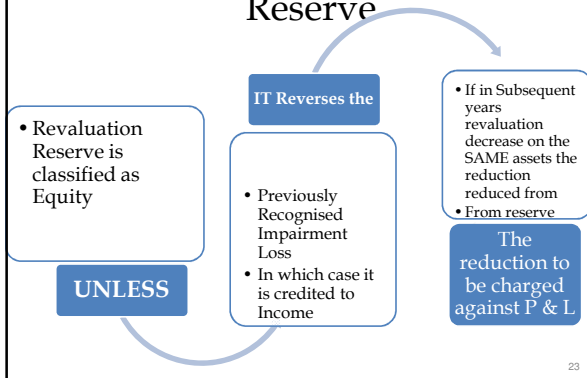 Reserve
• Revaluation
Reserve is
classified as
Equity
UNLESS
IT Reverses the
• Previously
Recognised
Impairment
Loss
• In which case it
is credited to
Income
• If in Subsequent
years
revaluation
decrease on the
SAME assets the
reduction
reduced from
• From reserve
The
reduction to
be charged
against P & L
23